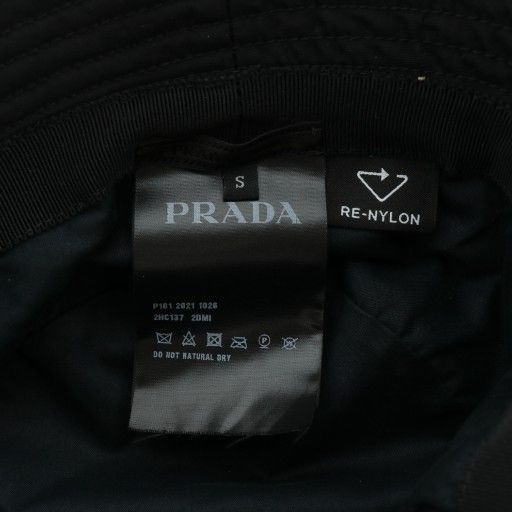 S
PRADA
RE-NYLON
P161 2021 1026
2HC137 2DMI
DO NOT NATURAL DRY